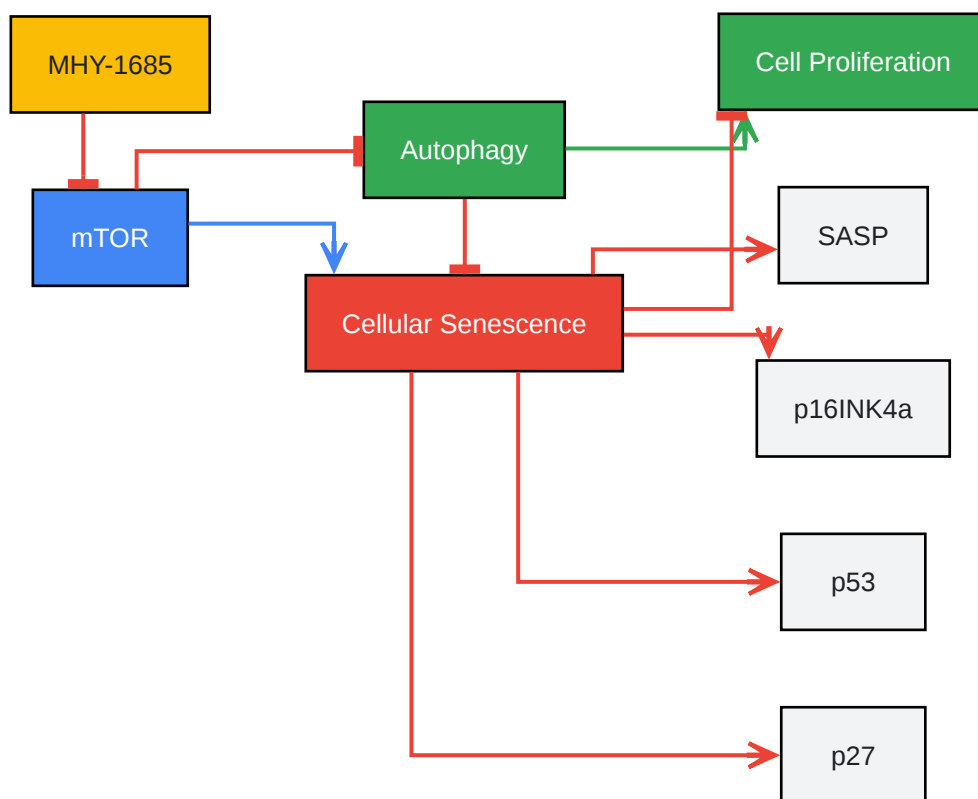 MHY-1685
Cell Proliferation
Autophagy
mTOR
SASP
Cellular Senescence
p16INK4a
p53
p27